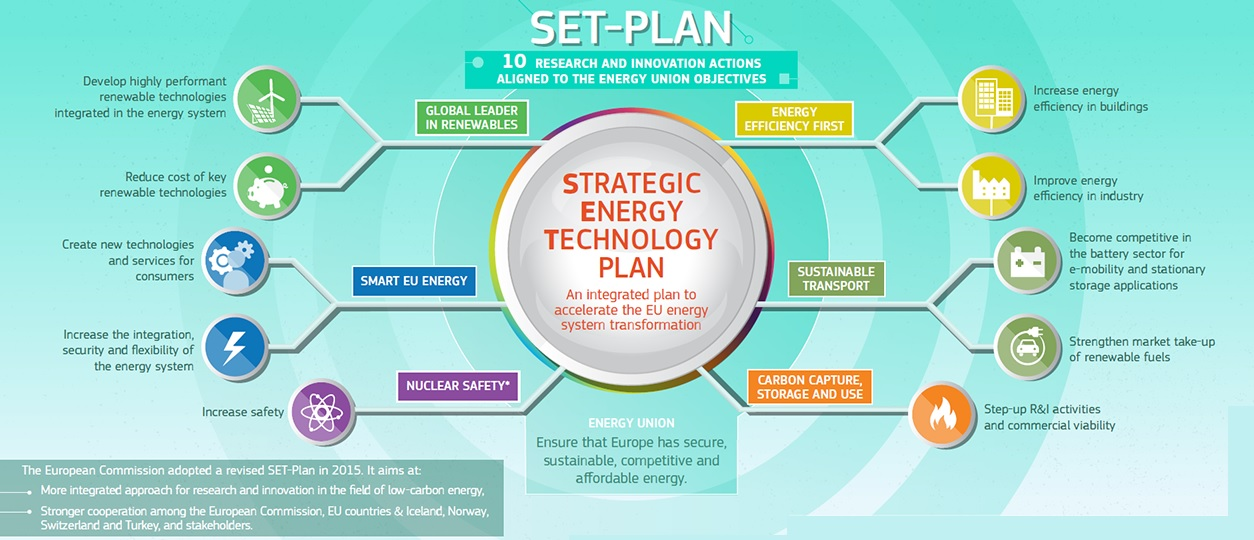 SET-PLAN
10 RESEARCH AND INNOVATION ACTIONS
ALIGNED TO THE ENERGY UNION OBJECTIVES
Develop highly performant
renewable technologies
integrated in the energy system
GLOBAL LEADER
IN RENEWABLES
Reduce cost of key
renewable technologies
Create new technologies
and services for
consumers
SMART EU ENERGY
Increase the integration,
security and flexibility of
the energy system
NUCLEAR SAFETY*
Increase safety
STRATEGIC
ENERGY
TECHNOLOGY
PLAN
An integrated plan to
accelerate the EU energy
system transformation
ENERGY
EFFICIENCY FIRST
Increase energy
efficiency in buildings
Improve energy
efficiency in industry
SUSTAINABLE
TRANSPORT
Become competitive in
the battery sector for
e-mobility and stationary
storage applications
Strengthen market take-up
of renewable fuels
CARBON CAPTURE,
STORAGE AND USE
Step-up R&I activities
and commercial viability
ENERGY UNION
Ensure that Europe has secure,
sustainable, competitive and
affordable energy.
The European Commission adopted a revised SET-Plan in 2015. It aims at:
More integrated approach for research and innovation in the field of low-carbon energy,
Stronger cooperation among the European Commission, EU countries & Iceland, Norway,
Switzerland and Turkey, and stakeholders.